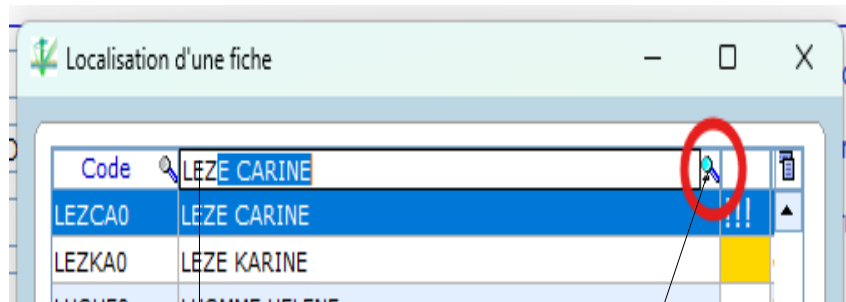 Localisation d'une fiche
Code LEZE CARINE
LEZCA0 LEZE CARINE !!!
LEZKA0 LEZE KARINE